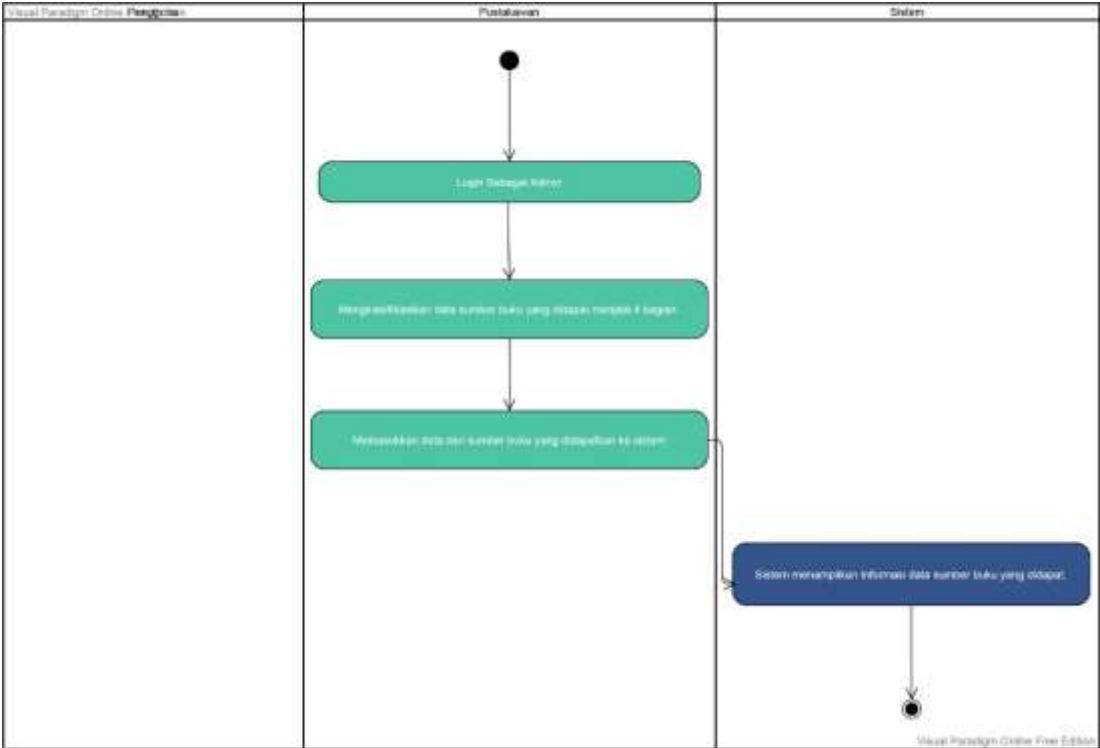 Visual Paradigm Online
Pustakawan
Sistem
Login Sebagai Admin
Mengklasifikasikan data sumber buku yang didapat menjadi 4 bagian.
Memasukkan data dari sumber buku yang didapatkan ke sistem
Sistem menampilkan informasi data sumber buku yang didapat.
Visual Paradigm Online Free Edition